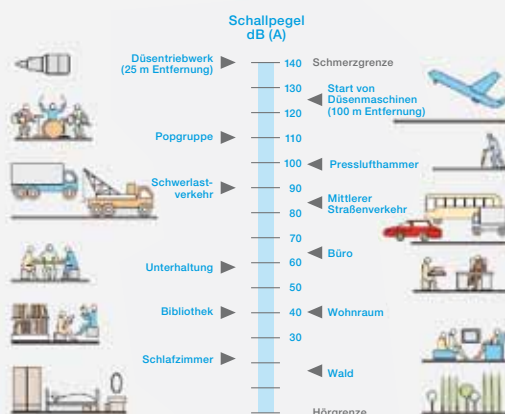 Schallpegel
dB (A)
Düsentriebwerk
(25 m Entfernung)
140
Schmerzgrenze
130
Start von
Düsenmaschinen
(100 m Entfernung)
120
Popgruppe
110
100
Presslufthammer
Schwerlast-
verkehr
90
Mittlerer
Straßenverkehr
80
70
Büro
60
Unterhaltung
50
Bibliothek
40
Wohnraum
30
Schlafzimmer
Wald
Hörgrenze